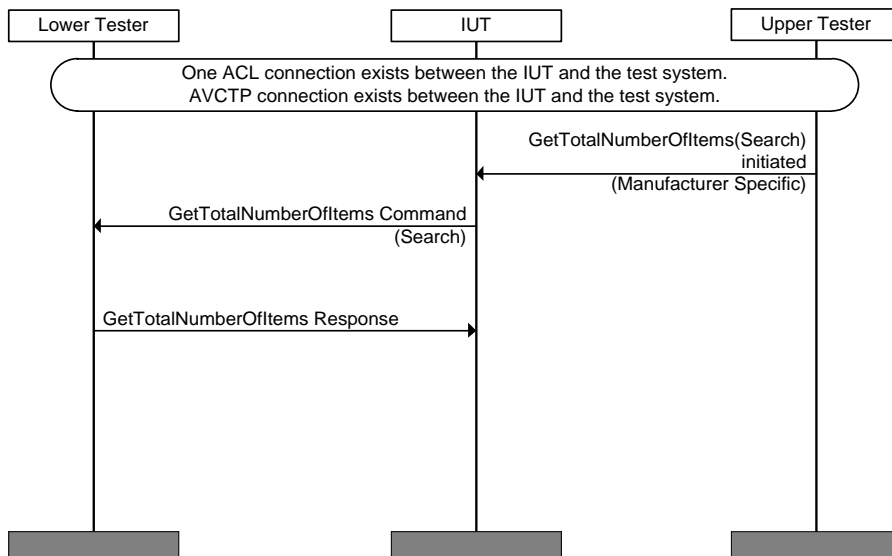 Lower Tester
IUT
Upper Tester
One ACL connection exists between the IUT and the test system.
AVCTP connection exists between the IUT and the test system.
GetTotalNumberOfItems(Search)
initiated
(Manufacturer Specific)
GetTotalNumberOfItems Command
(Search)
GetTotalNumberOfItems Response